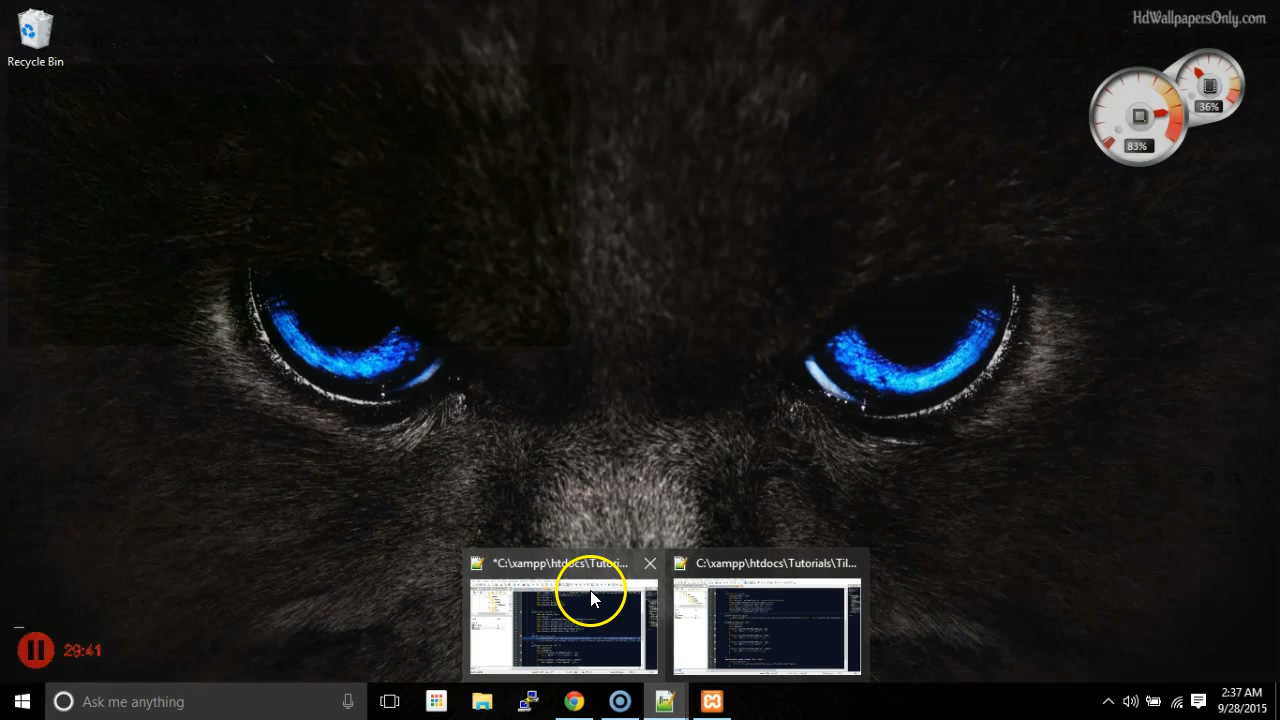 HdWallpapersOnly.com
Recycle Bin
36%
83%
*C:\xampp\htdocs\Tutori...
C:\xampp\htdocs\Tutorials\Til...
29:41
Ask me anything
2:37 AM
9/28/2015